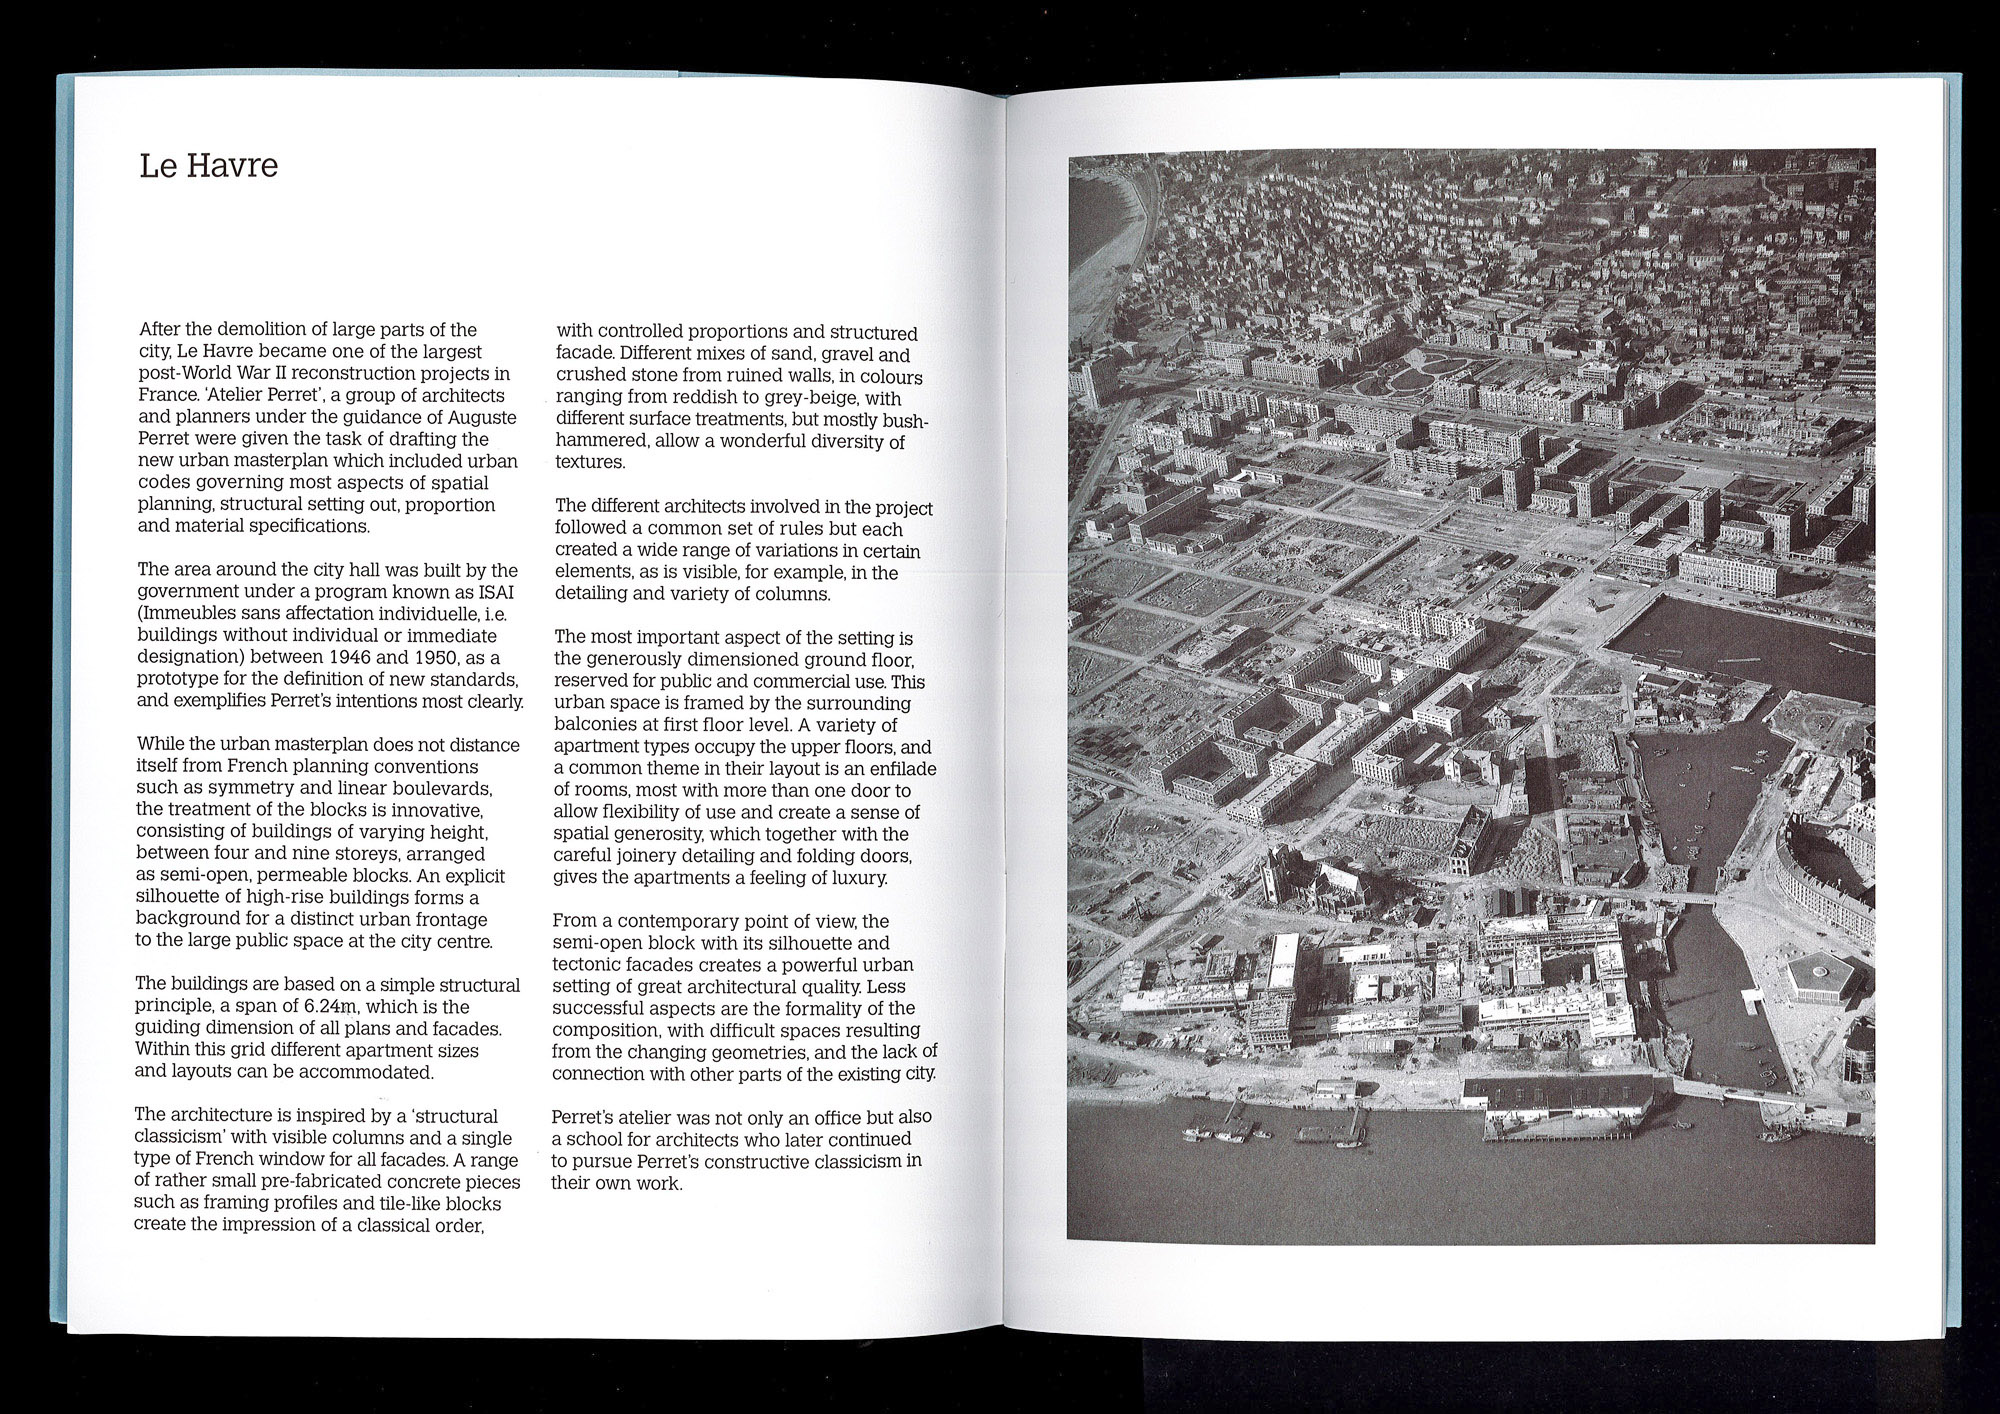 Le Havre
After the demolition of large parts of the
city, Le Havre became one of the largest
post-World War II reconstruction projects in
France. ‘Atelier Perret’, a group of architects
and planners under the guidance of Auguste
Perret were given the task of drafting the
new urban masterplan which included urban
codes governing most aspects of spatial
planning, structural setting out, proportion
and material specifications.
The area around the city hall was built by the
government under a program known as ISAI
(Immeubles sans affectation individuelle, i.e.
buildings without individual or immediate
designation) between 1946 and 1950, as a
prototype for the definition of new standards,
and exemplifies Perret’s intentions most clearly.
While the urban masterplan does not distance
itself from French planning conventions
such as symmetry and linear boulevards,
the treatment of the blocks is innovative,
consisting of buildings of varying height,
between four and nine storeys, arranged
as semi-open, permeable blocks. An explicit
silhouette of high-rise buildings forms a
background for a distinct urban frontage
to the large public space at the city centre.
The buildings are based on a simple structural
principle, a span of 6.24m, which is the
guiding dimension of all plans and facades.
Within this grid different apartment sizes
and layouts can be accommodated.
The architecture is inspired by a ‘structural
classicism’ with visible columns and a single
type of French window for all facades. A range
of rather small pre-fabricated concrete pieces
such as framing profiles and tile-like blocks
create the impression of a classical order,
with controlled proportions and structured
facade. Different mixes of sand, gravel and
crushed stone from ruined walls, in colours
ranging from reddish to grey-beige, with
different surface treatments, but mostly bush-
hammered, allow a wonderful diversity of
textures.
The different architects involved in the project
followed a common set of rules but each
created a wide range of variations in certain
elements, as is visible, for example, in the
detailing and variety of columns.
The most important aspect of the setting is
the generously dimensioned ground floor,
reserved for public and commercial use. This
urban space is framed by the surrounding
balconies at first floor level. A variety of
apartment types occupy the upper floors, and
a common theme in their layout is an enfilade
of rooms, most with more than one door to
allow flexibility of use and create a sense of
spatial generosity, which together with the
careful joinery detailing and folding doors,
gives the apartments a feeling of luxury.
From a contemporary point of view, the
semi-open block with its silhouette and
tectonic facades creates a powerful urban
setting of great architectural quality. Less
successful aspects are the formality of the
composition, with difficult spaces resulting
from the changing geometries, and the lack of
connection with other parts of the existing city.
Perret’s atelier was not only an office but also
a school for architects who later continued
to pursue Perret’s constructive classicism in
their own work.